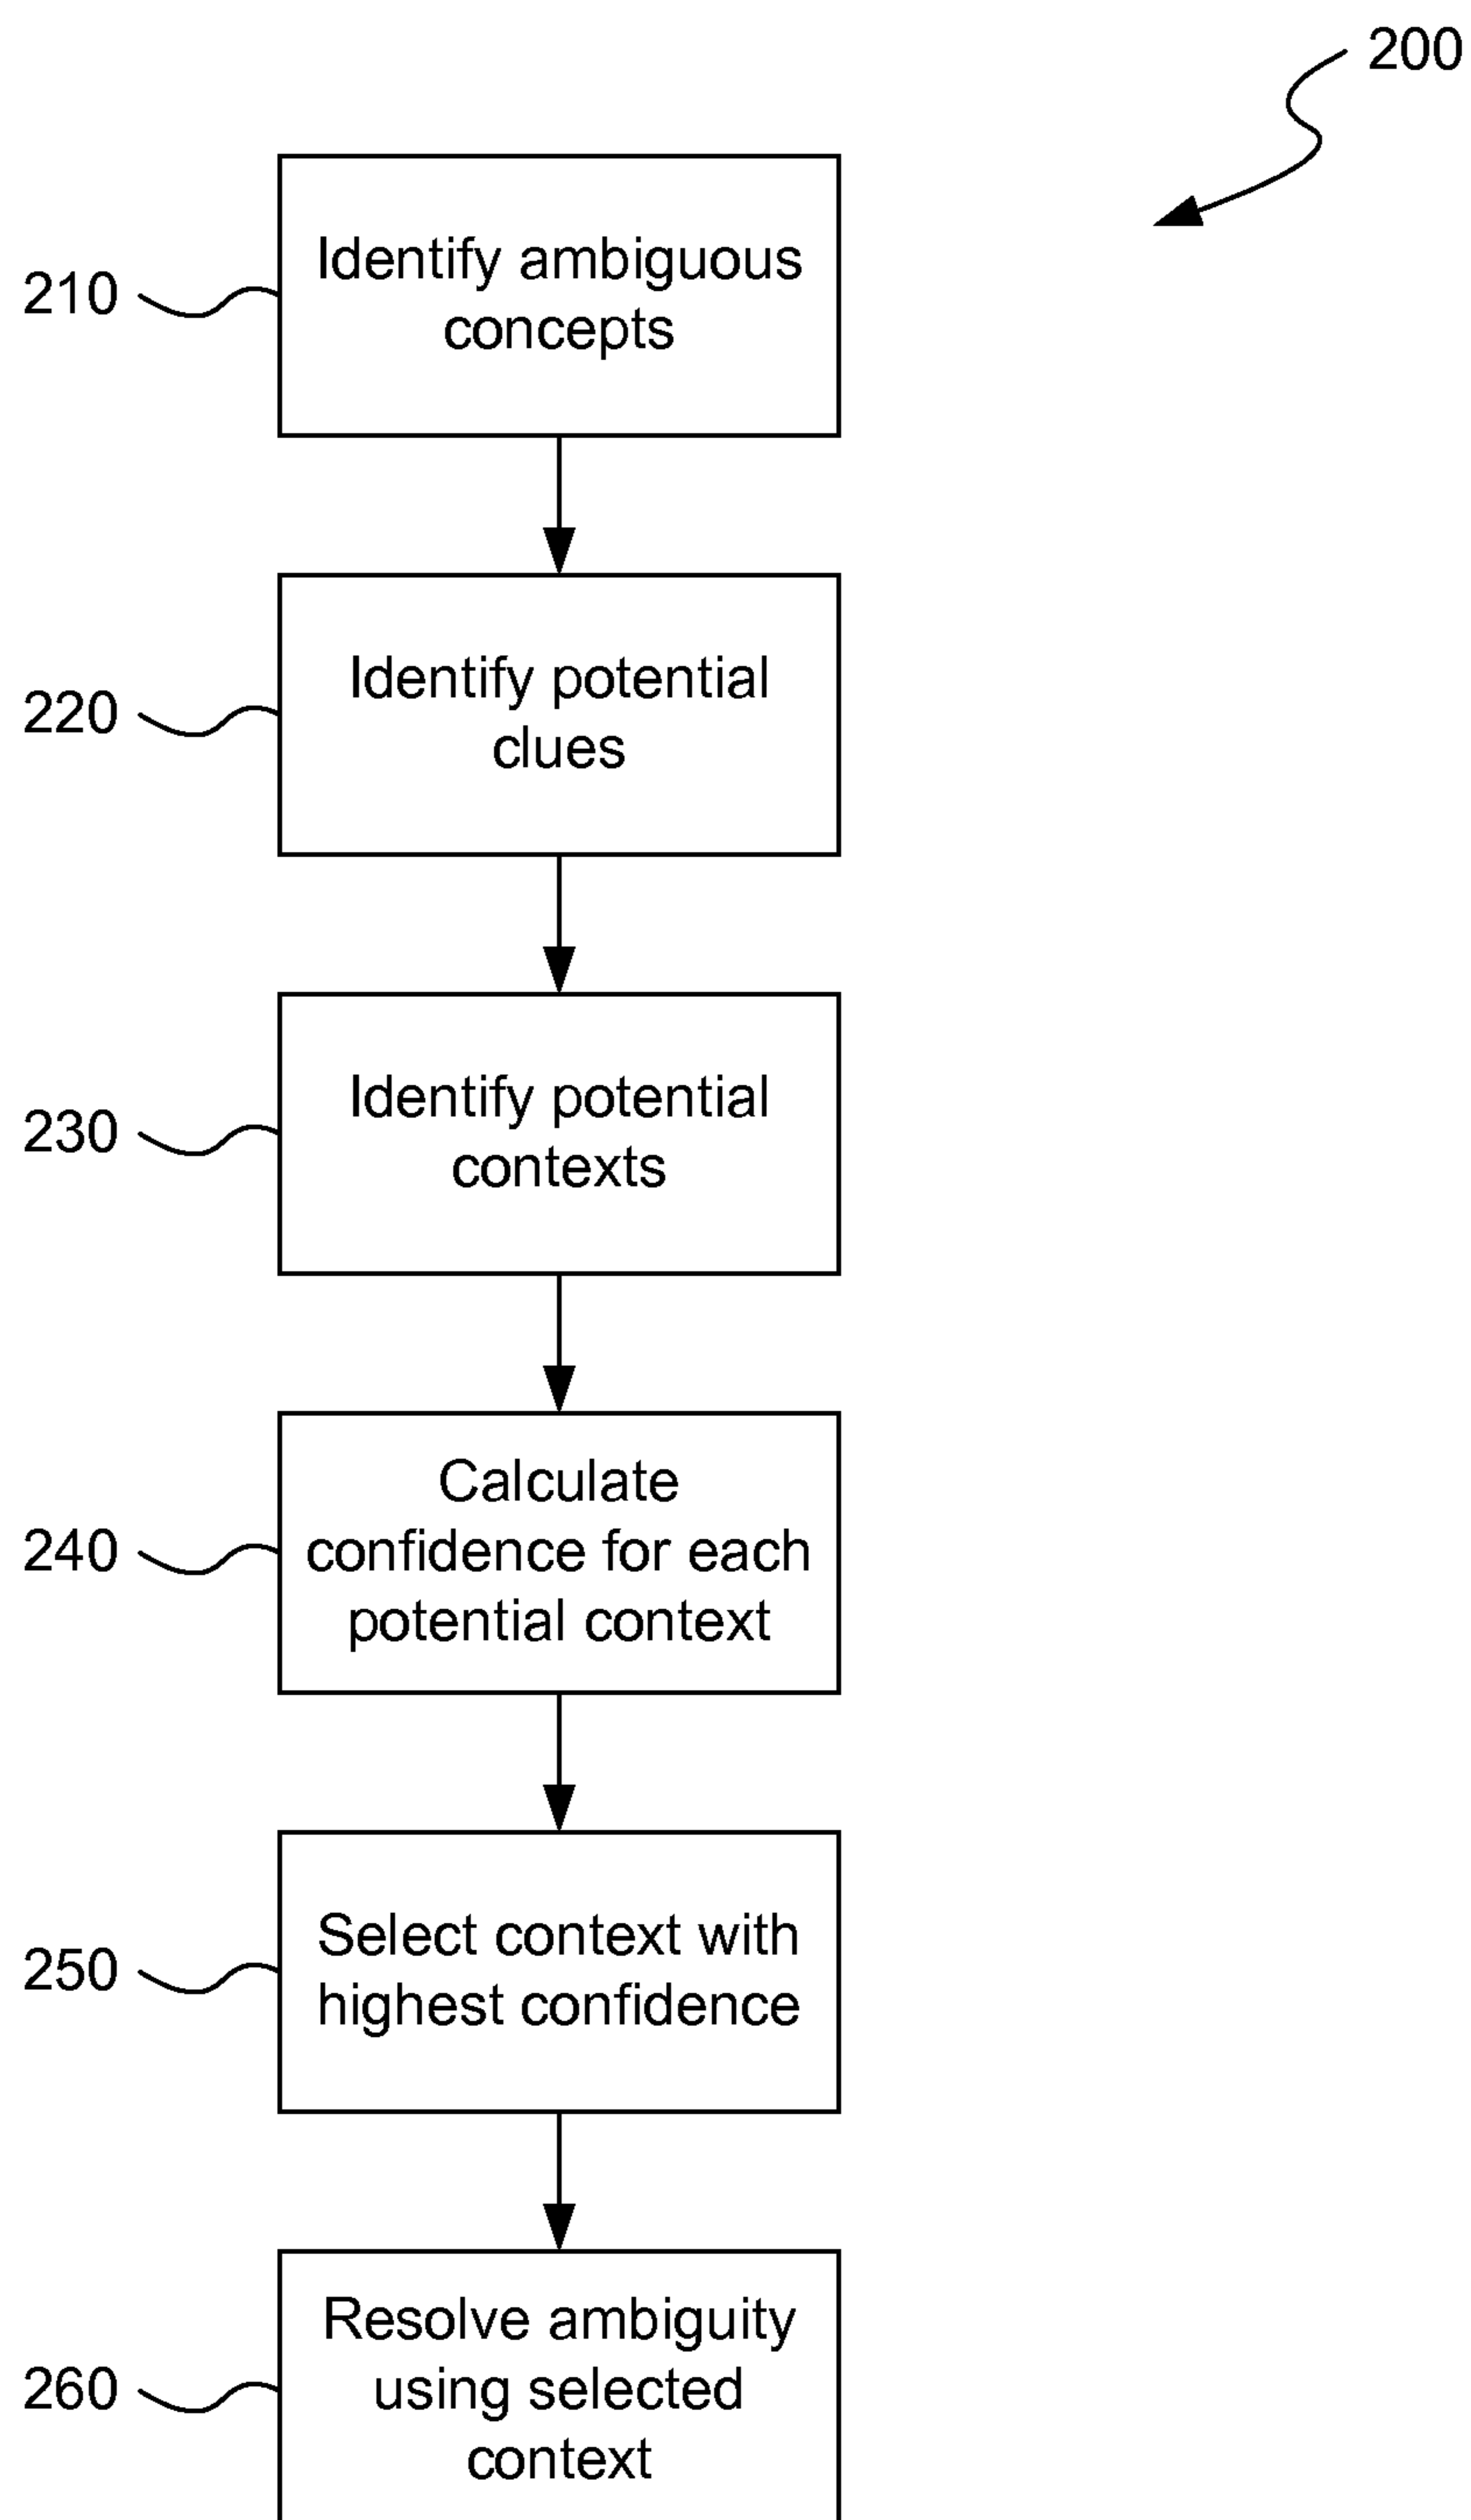 200
210
Identify ambiguous
concepts
220
Identify potential
clues
230
Identify potential
contexts
240
Calculate
confidence for each
potential context
250
Select context with
highest confidence
260
Resolve ambiguity
using selected
context